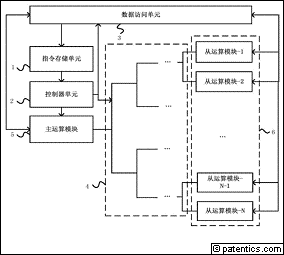 数据访问单元
3
指令存储单元
1
控制器单元
2
主运算模块
5
从运算模块-1
从运算模块-2
...
...
...
...
...
6
从运算模块-
N-1
从运算模块-N
4
© patentics.com